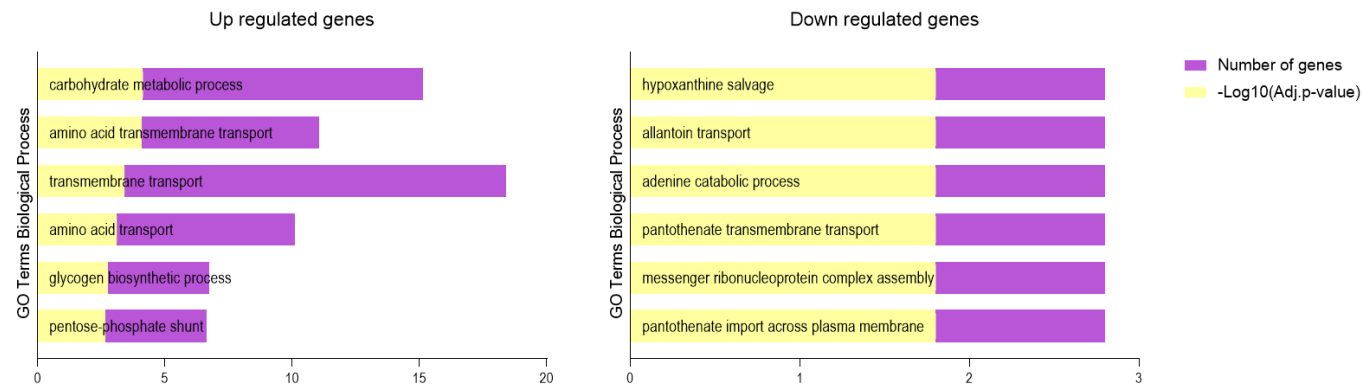 Up regulated genes
GO Terms Biological Process
carbohydrate metabolic process
amino acid transmembrane transport
transmembrane transport
amino acid transport
glycogen biosynthetic process
pentose-phosphate shunt
0 5 10 15 20
Down regulated genes
GO Terms Biological Process
hypoxanthine salvage
allantoin transport
adenine catabolic process
pantothenate transmembrane transport
messenger ribonucleoprotein complex assembly
pantothenate import across plasma membrane
0 1 2 3
Number of genes
-Log10(Adj.p-value)